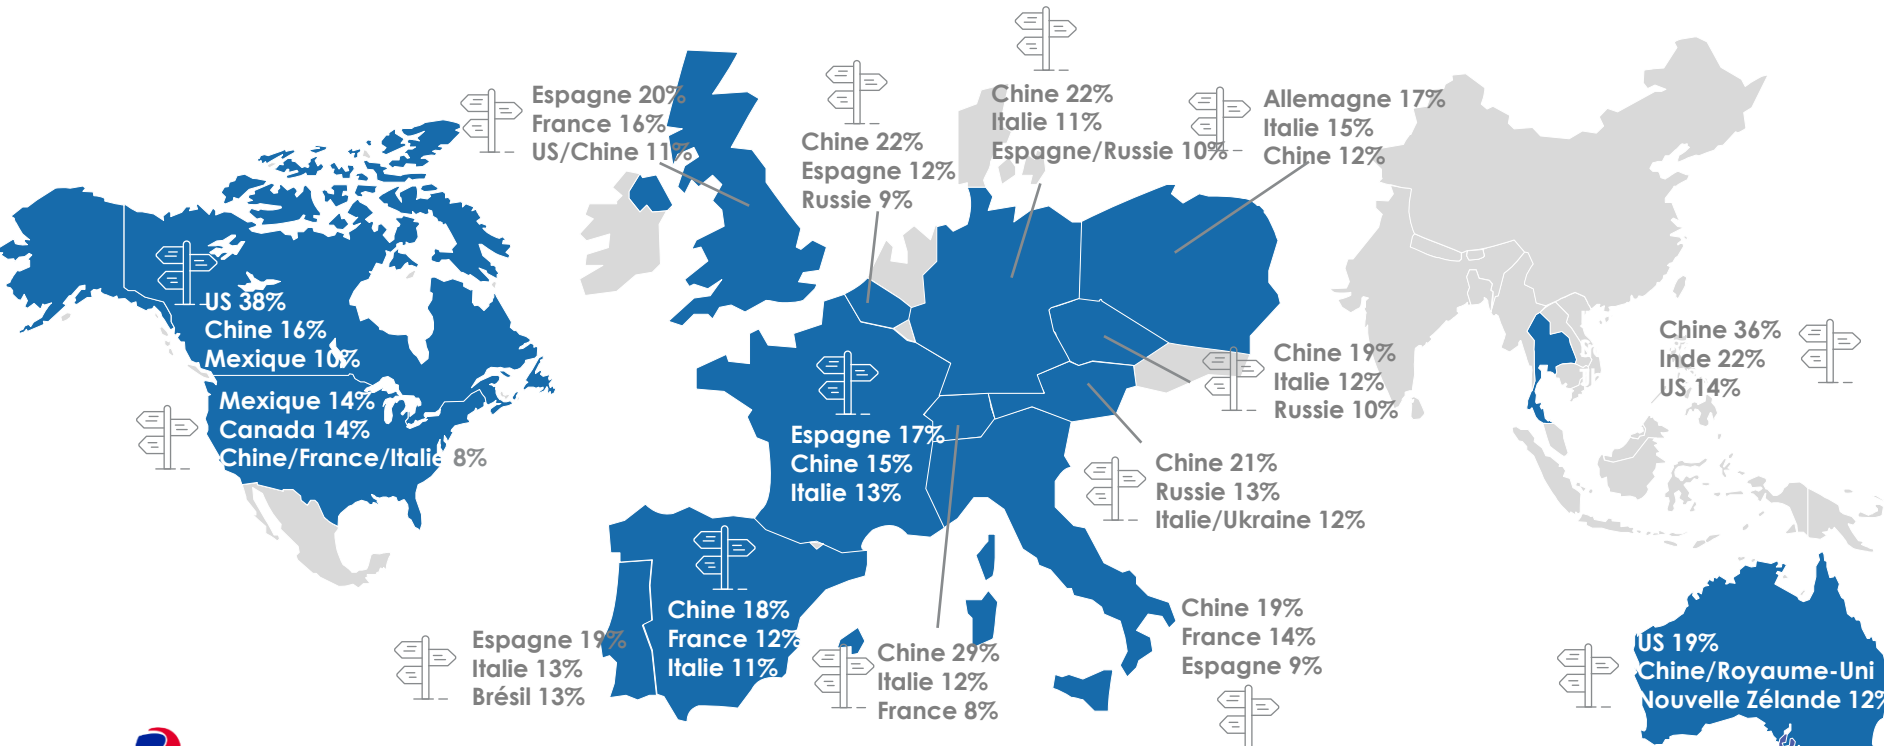 Espagne 20%
France 16%
US/Chine 11%
Chine 22%
Espagne 12%
Russie 9%
Chine 22%
Italie 11%
Espagne/Russie 10%
Allemagne 17%
Italie 15%
Chine 12%
US 38%
Chine 16%
Mexique 10%
Mexique 14%
Canada 14%
Chine/France/Italie 8%
Espagne 17%
Chine 15%
Italie 13%
Chine 19%
Italie 12%
Russie 10%
Chine 36%
Inde 22%
US 14%
Chine 21%
Russie 13%
Italie/Ukraine 12%
Chine 18%
France 12%
Italie 11%
Espagne 19%
Italie 13%
Brésil 13%
Chine 29%
Italie 12%
France 8%
Chine 19%
France 14%
Espagne 9%
US 19%
Chine/Royaume-Uni
Nouvelle Zélande 12%